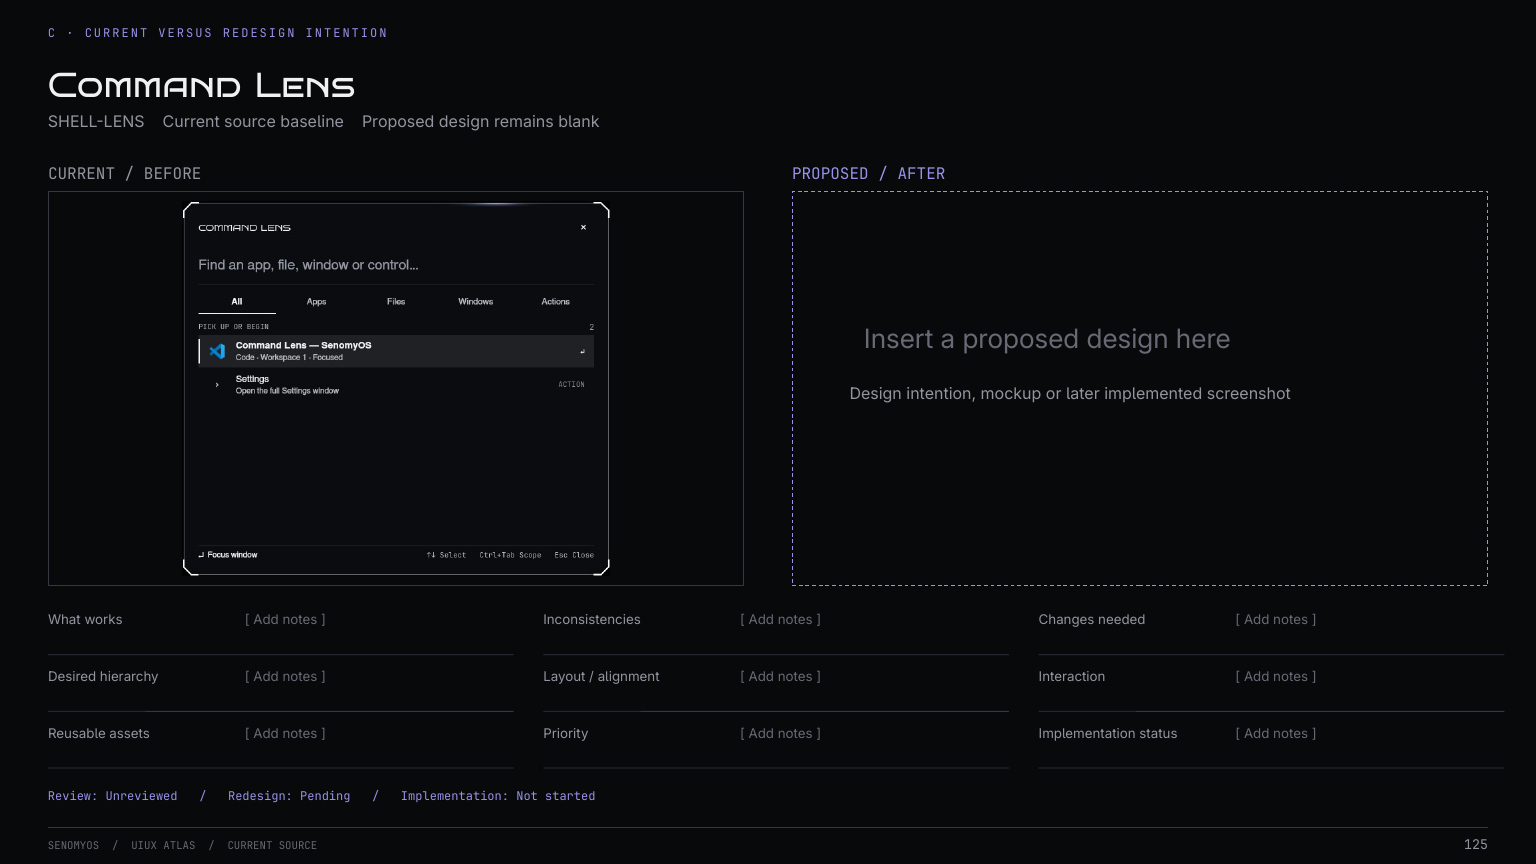 C · CURRENT VERSUS REDESIGN INTENTION
COMMAND LENS
SHELL-LENS Current source baseline Proposed design remains blank
CURRENT / BEFORE
COMMAND LENS ×
Find an app, file, window or control...
All Apps Files Windows Actions
PICK UP OR BEGIN 2
Command Lens — SenomyOS
Code · Workspace 1 · Focused ↵
Settings
Open the full Settings window
› ACTION
↵ Focus window ↑↓ Select Ctrl+Tab Scope Esc Close
PROPOSED / AFTER
Insert a proposed design here
Design intention, mockup or later implemented screenshot
What works [ Add notes ] Inconsistencies [ Add notes ] Changes needed [ Add notes ]
Desired hierarchy [ Add notes ] Layout / alignment [ Add notes ] Interaction [ Add notes ]
Reusable assets [ Add notes ] Priority [ Add notes ] Implementation status [ Add notes ]
Review: Unreviewed / Redesign: Pending / Implementation: Not started
SENOMYOS / UIUX ATLAS / CURRENT SOURCE 125